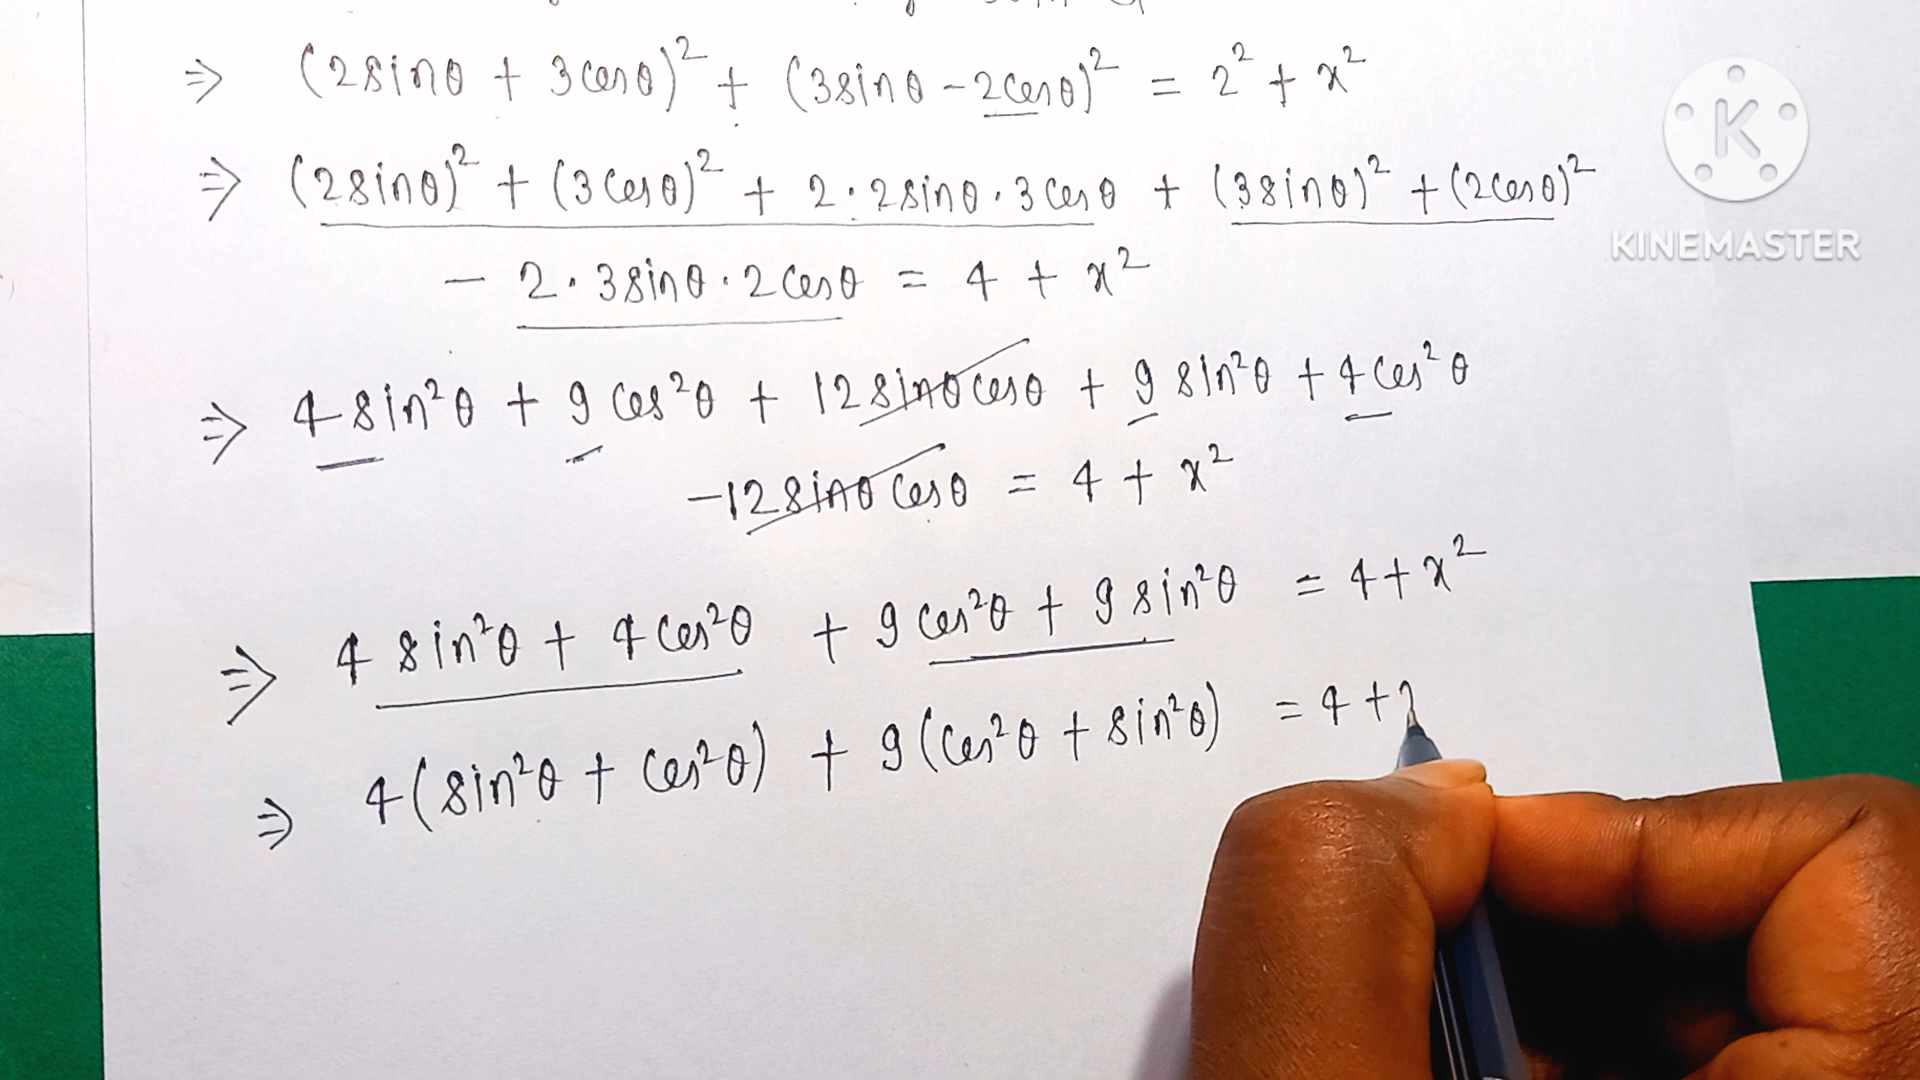 ⇒ (2sinθ + 3cosθ)² + (3sinθ - 2cosθ)² = 2² + x²
⇒ (2sinθ)² + (3cosθ)² + 2·2sinθ·3cosθ + (3sinθ)² + (2cosθ)²
- 2·3sinθ·2cosθ = 4 + x²
⇒ 4sin²θ + 9cos²θ + 12sinθcosθ + 9sin²θ + 4cos²θ
-12sinθcosθ = 4 + x²
⇒ 4sin²θ + 4cos²θ + 9cos²θ + 9sin²θ = 4 + x²
⇒ 4(sin²θ + cos²θ) + 9(cos²θ + sin²θ) = 4 +
K
KINEMASTER